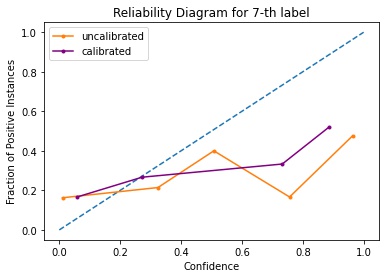 Reliability Diagram for 7-th label
uncalibrated
calibrated
Fraction of Positive Instances
1.0
0.8
0.6
0.4
0.2
0.0
0.0 0.2 0.4 0.6 0.8 1.0
Confidence